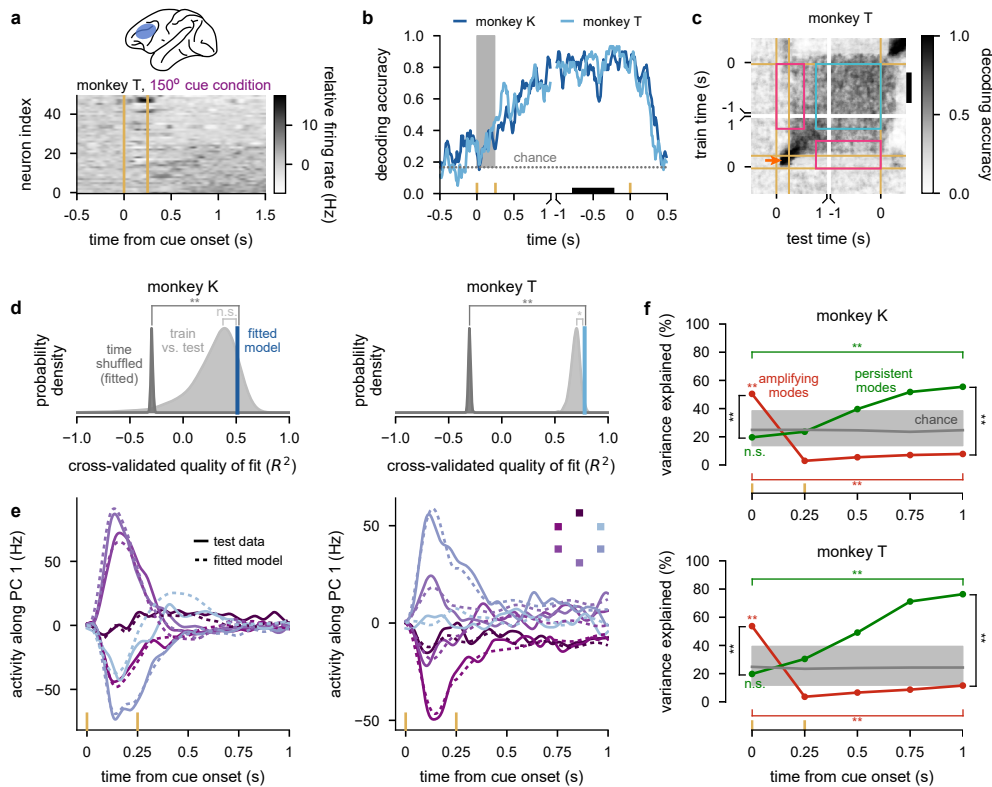 a
monkey T, 150° cue condition
neuron index
40
20
0
-0.5
0
0.5
1.0
1.5
time from cue onset (s)
10
0
relative firing rate (Hz)
b
monkey K
monkey T
decoding accuracy
1.0
0.8
0.6
0.4
0.2
0.0
chance
-0.5
0
0.5
1
-1
-0.5
0
0.5
time (s)
c
monkey T
train time (s)
0
-1
1
0
0
1
-1
0
test time (s)
1.0
0.5
0.0
decoding accuracy
d
monkey K
**
n.s.
time
shuffled
(fitted)
train
vs. test
fitted
model
probability
density
−1.0
−0.5
0.0
0.5
1.0
cross-validated quality of fit (R²)
monkey T
**
*
probability
density
−1.0
−0.5
0.0
0.5
1.0
cross-validated quality of fit (R²)
e
activity along PC 1 (Hz)
50
0
−50
test data
fitted model
0
0.25
0.5
0.75
1
time from cue onset (s)
activity along PC 1 (Hz)
50
0
−50
0
0.25
0.5
0.75
1
time from cue onset (s)
f
monkey K
variance explained (%)
100
80
60
40
20
0
**
**
amplifying
modes
persistent
modes
**
chance
**
n.s.
**
0
0.25
0.5
0.75
1
monkey T
variance explained (%)
100
80
60
40
20
0
**
**
**
**
n.s.
**
0
0.25
0.5
0.75
1
time from cue onset (s)